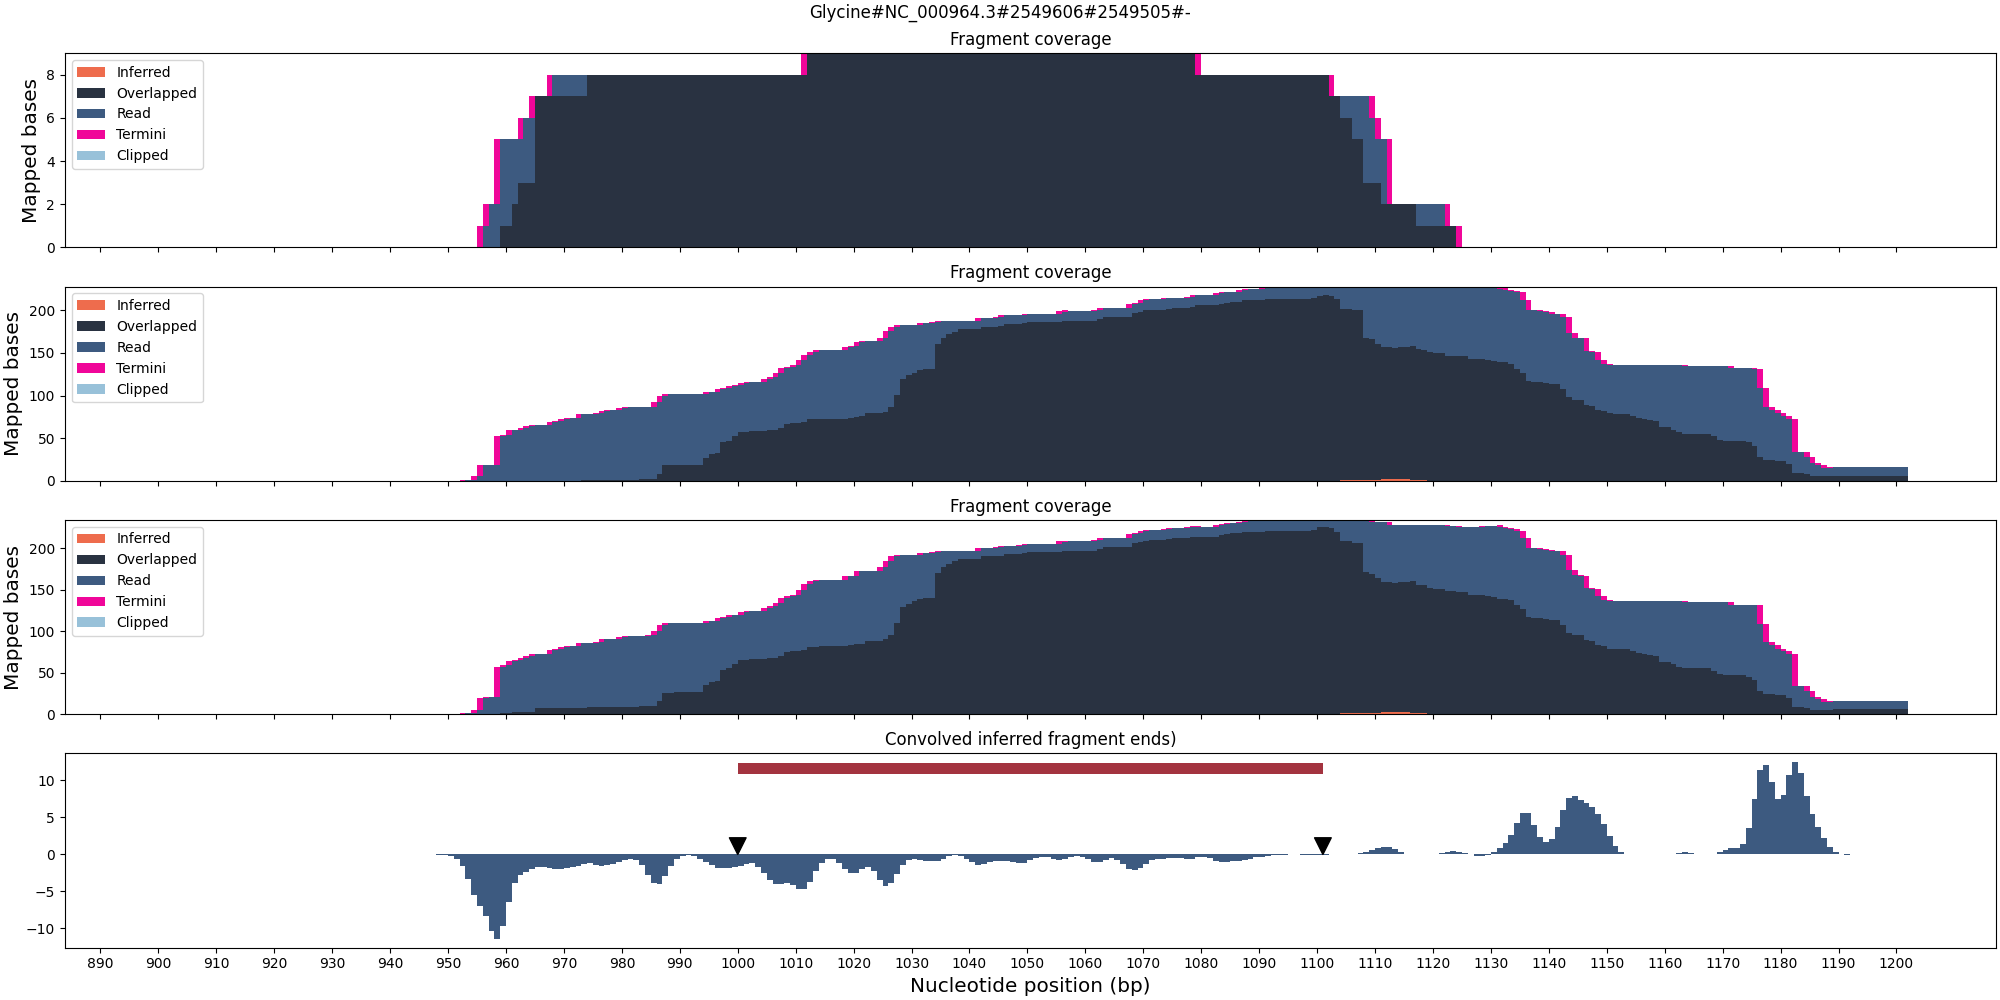 Glycine#NC_000964.3#2549606#2549505#-
Fragment coverage
Mapped bases
8
6
4
2
0
Inferred
Overlapped
Read
Termini
Clipped
Fragment coverage
Mapped bases
200
150
100
50
0
Inferred
Overlapped
Read
Termini
Clipped
Fragment coverage
Mapped bases
200
150
100
50
0
Inferred
Overlapped
Read
Termini
Clipped
Convolved inferred fragment ends)
10
5
0
−5
−10
890 900 910 920 930 940 950 960 970 980 990 1000 1010 1020 1030 1040 1050 1060 1070 1080 1090 1100 1110 1120 1130 1140 1150 1160 1170 1180 1190 1200
Nucleotide position (bp)